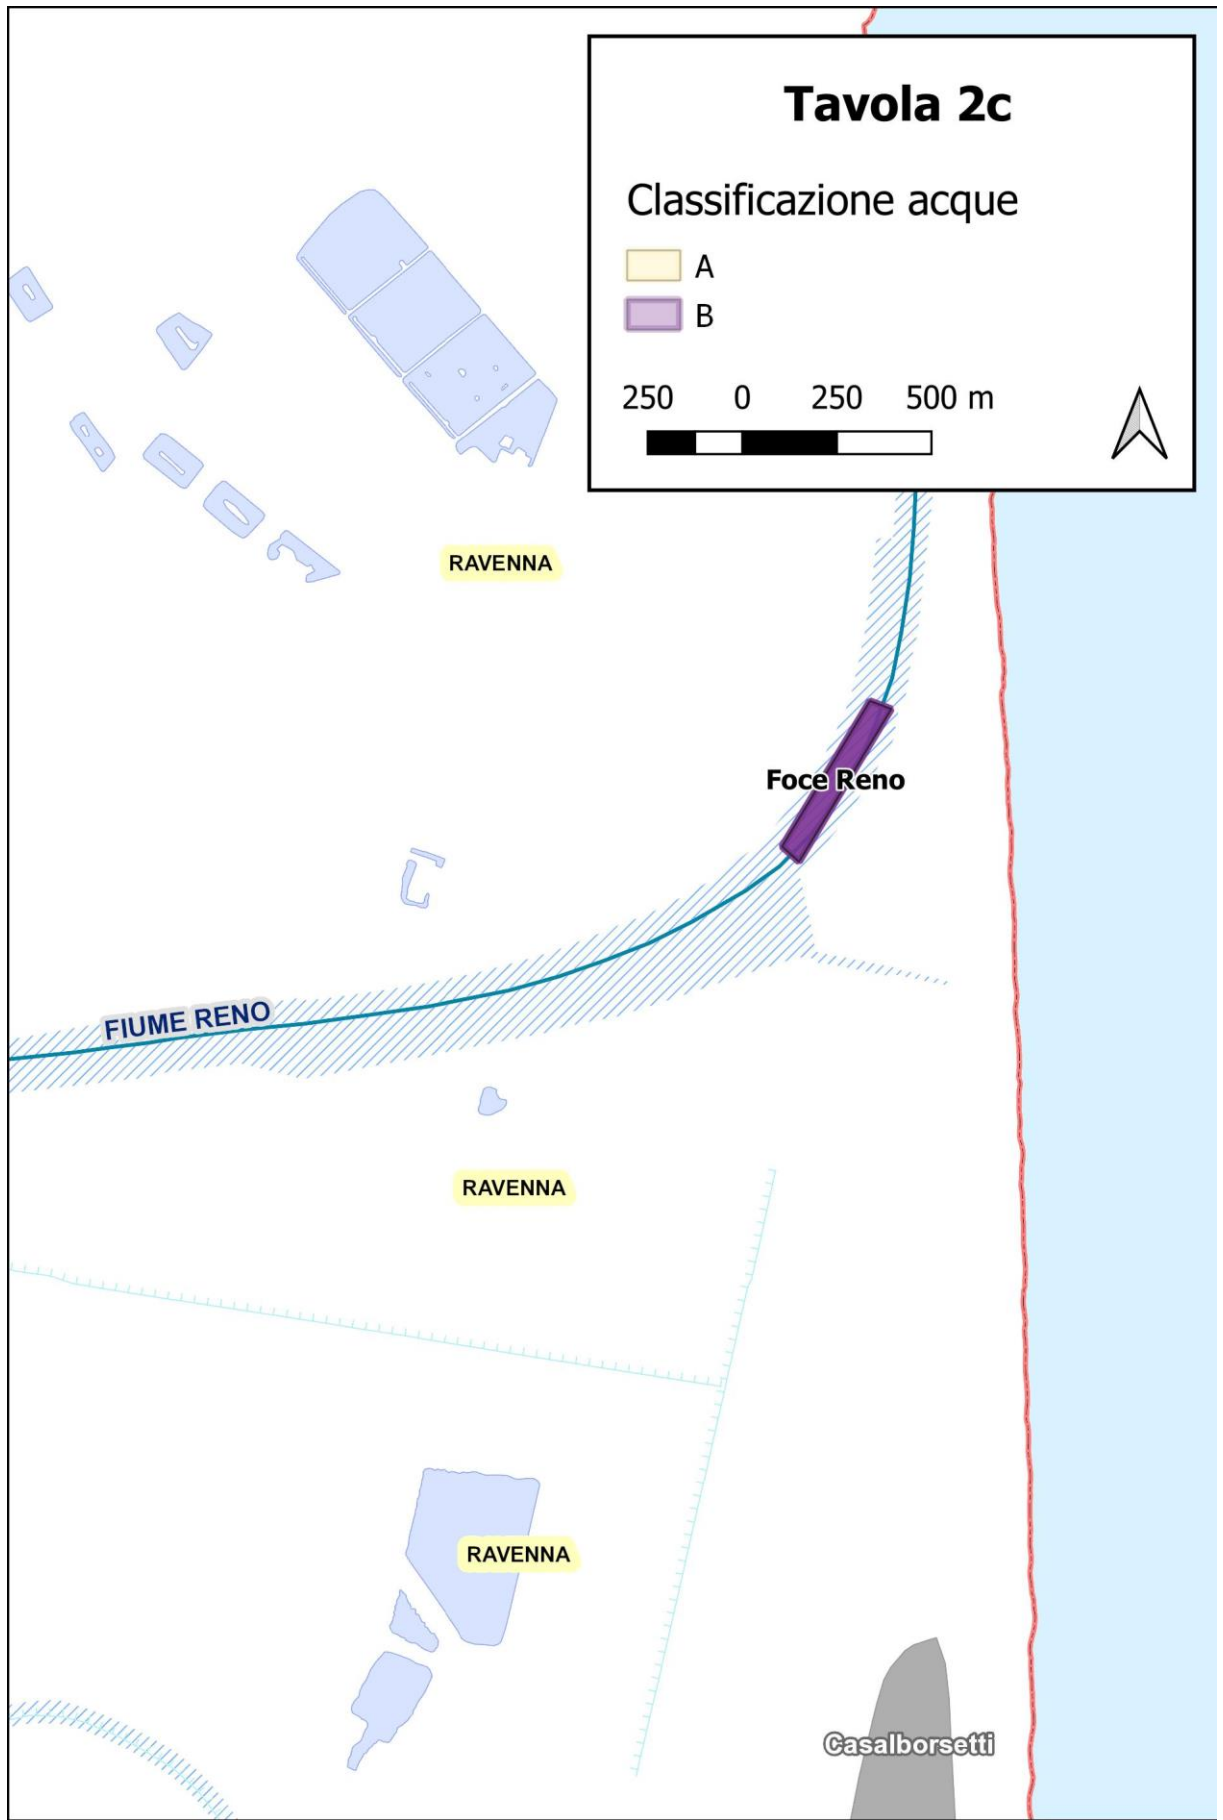 Tavola 2c
Classificazione acque
A
B
250 0 250 500 m
RAVENNA
Foce Reno
FIUME RENO
RAVENNA
RAVENNA
Casalborsetti